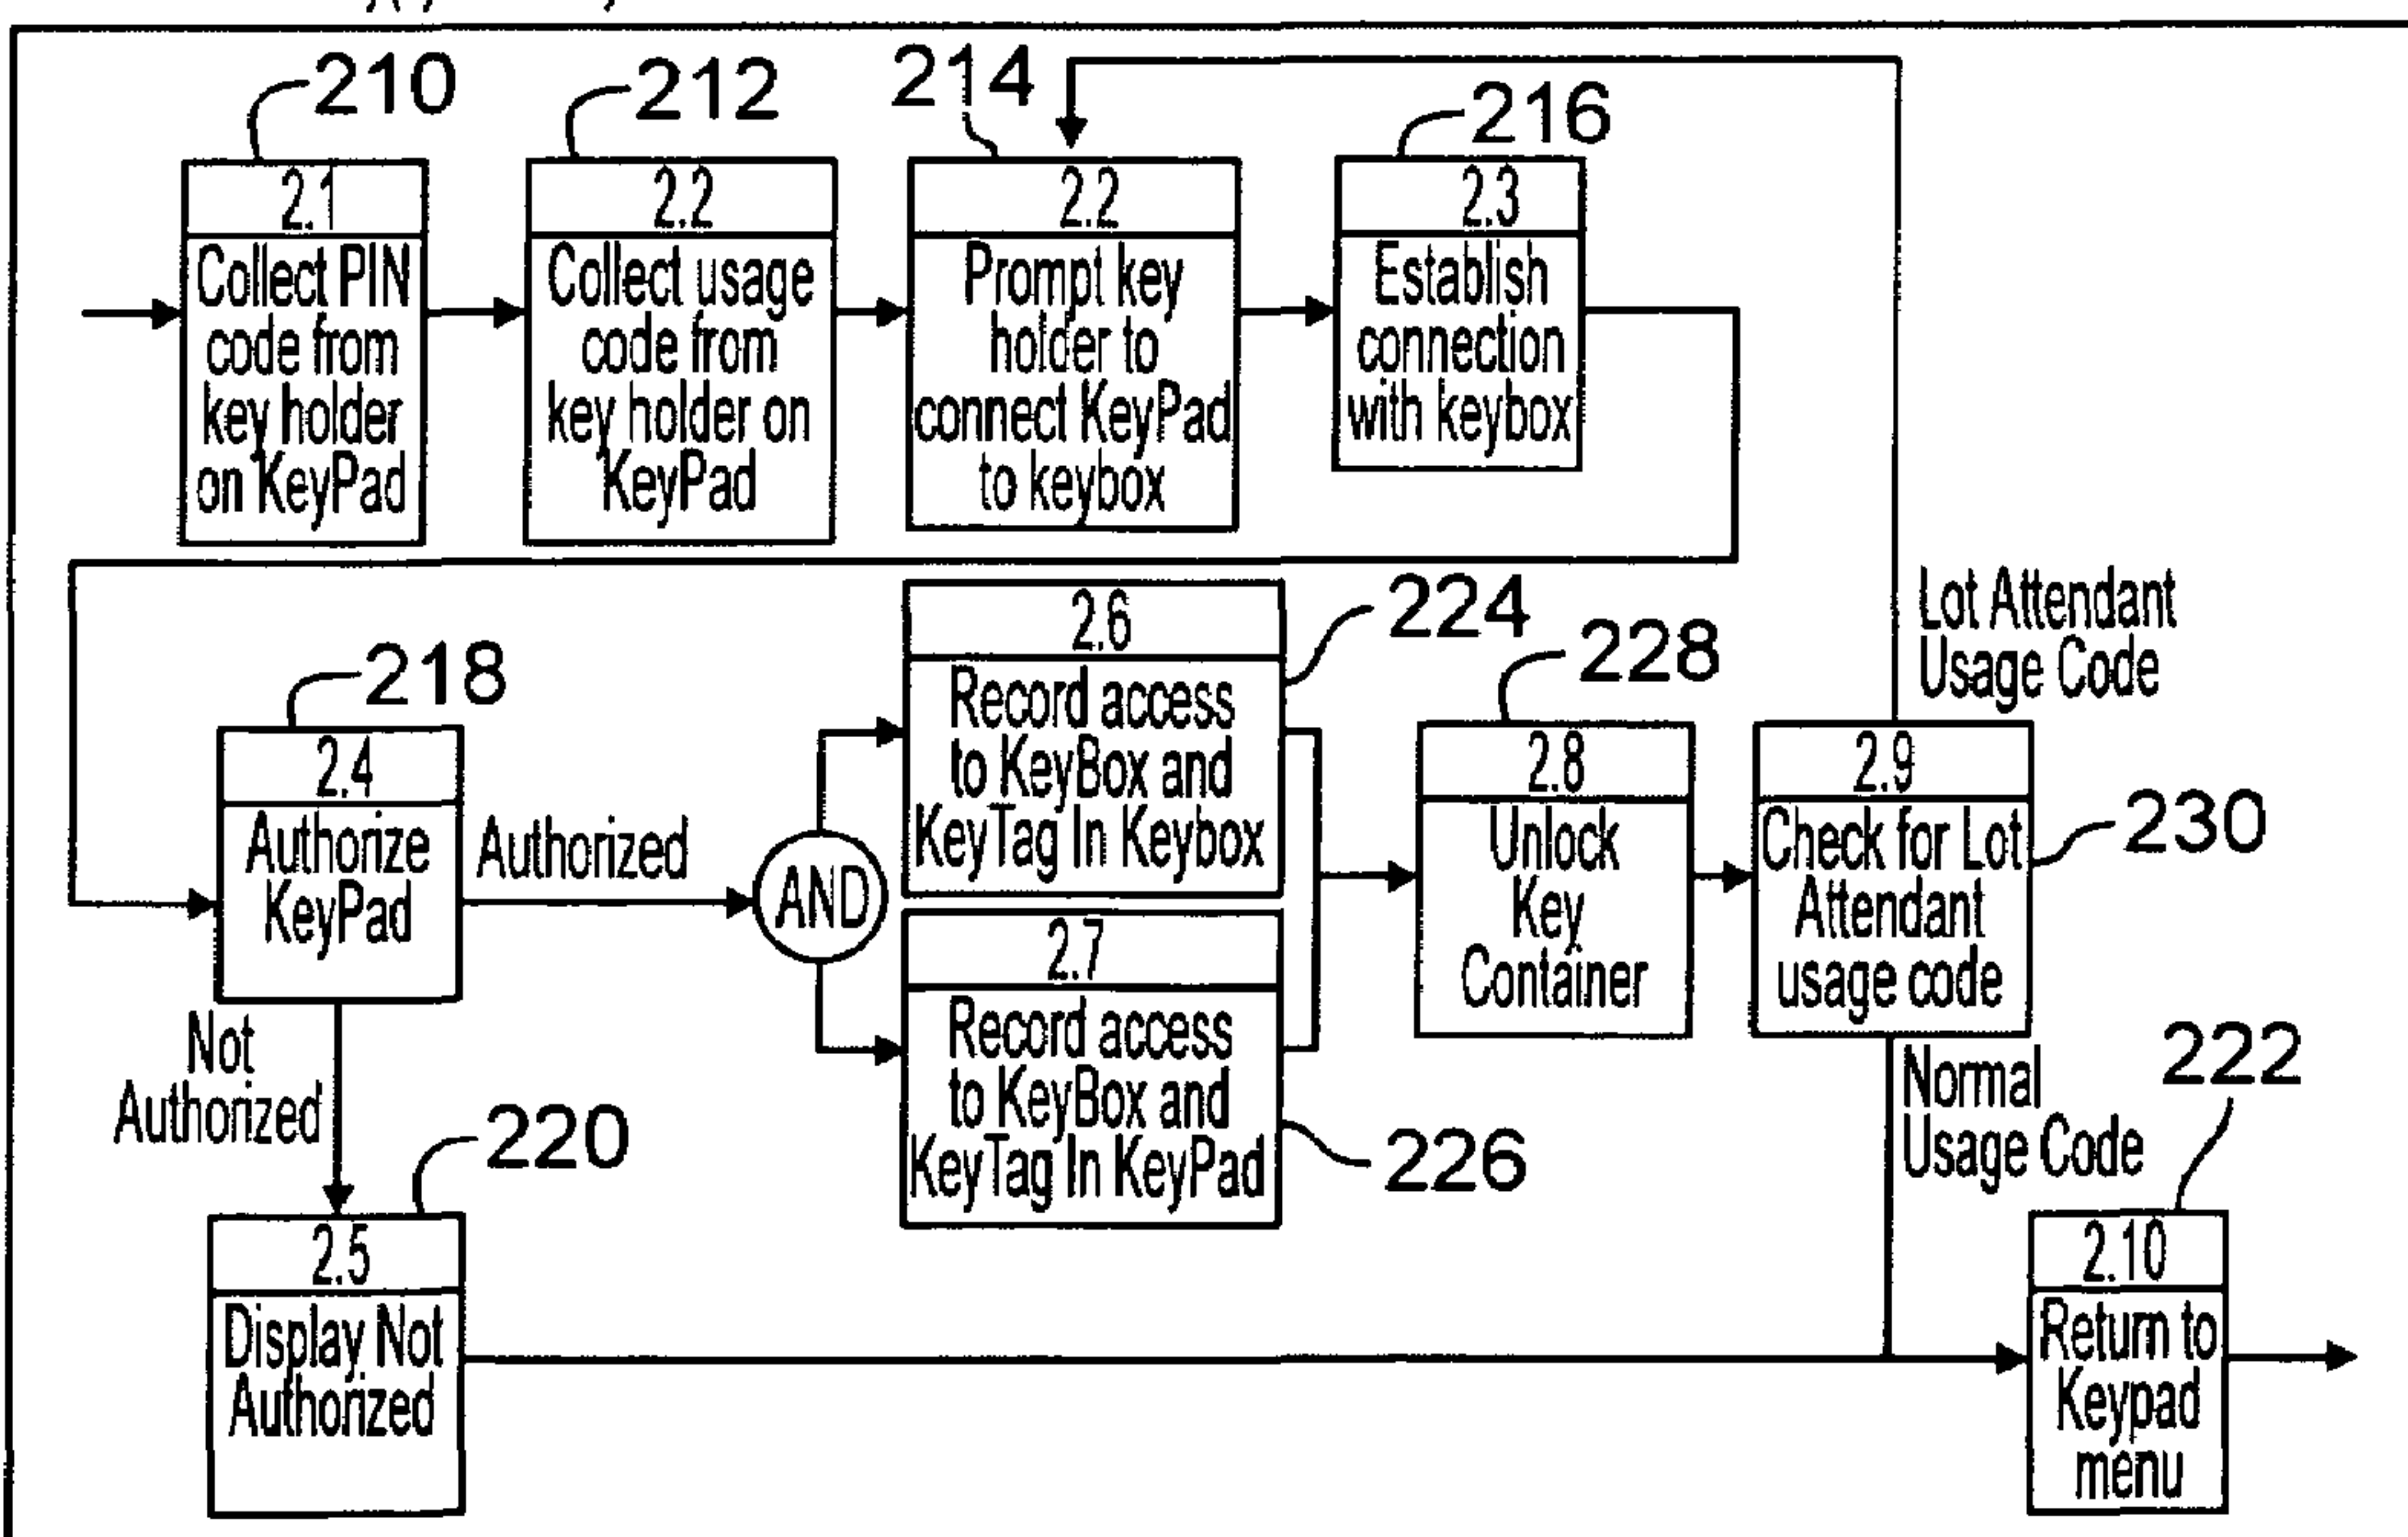 210
212
214
216
2.1
Collect PIN
code from
key holder
on KeyPad
2.2
Collect usage
code from
key holder on
KeyPad
2.2
Prompt key
holder to
connect KeyPad
to keybox
2.3
Establish
connection
with keybox
Lot Attendant
Usage Code
218
2.4
Authorize
KeyPad
Authorized
AND
Not
Authorized
224
2.6
Record access
to KeyBox and
KeyTag In Keybox
226
2.7
Record access
to KeyBox and
KeyTag In KeyPad
228
2.8
Unlock
Key
Container
230
2.9
Check for Lot
Attendant
usage code
Normal
Usage Code
220
2.5
Display Not
Authorized
222
2.10
Return to
Keypad
menu